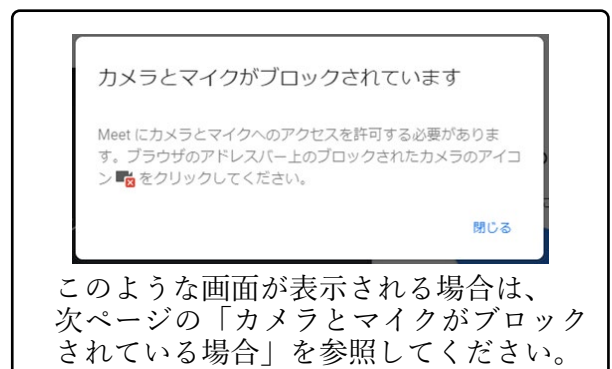 カメラとマイクがブロックされています
Meet にカメラとマイクへのアクセスを許可する必要がありま
す。ブラウザのアドレスバー上のブロックされたカメラのアイコ
ン をクリックしてください。
閉じる
このような画面が表示される場合は、
次ページの「カメラとマイクがブロック
されている場合」を参照してください。